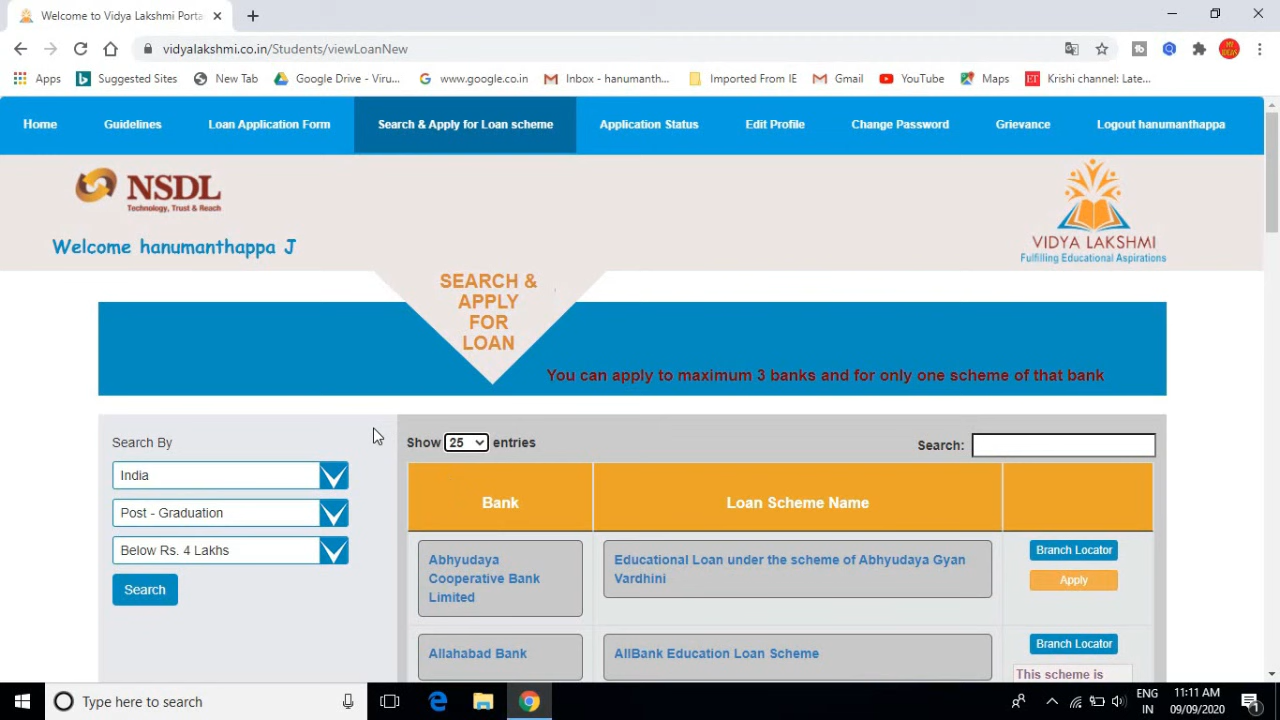 Welcome to Vidya Lakshmi Porta
vidyalakshmi.co.in/Students/viewLoanNew
Apps Suggested Sites New Tab Google Drive - Viru... www.google.co.in Inbox - hanumanth... Imported From IE Gmail YouTube Maps ET Krishi channel: Late...
Home Guidelines Loan Application Form Search & Apply for Loan scheme Application Status Edit Profile Change Password Grievance Logout hanumanthappa
NSDL
Technology, Trust & Reach
Welcome hanumanthappa J
VIDYA LAKSHMI
Fulfilling Educational Aspirations
SEARCH &
APPLY
FOR
LOAN
You can apply to maximum 3 banks and for only one scheme of that bank
Search By
India
Post - Graduation
Below Rs. 4 Lakhs
Search
Show 25 entries
Search:
Bank Loan Scheme Name
Abhyudaya
Cooperative Bank
Limited
Educational Loan under the scheme of Abhyudaya Gyan
Vardhini
Branch Locator
Apply
Allahabad Bank
AllBank Education Loan Scheme
Branch Locator
This scheme is
Type here to search
ENG
IN
11:11 AM
09/09/2020